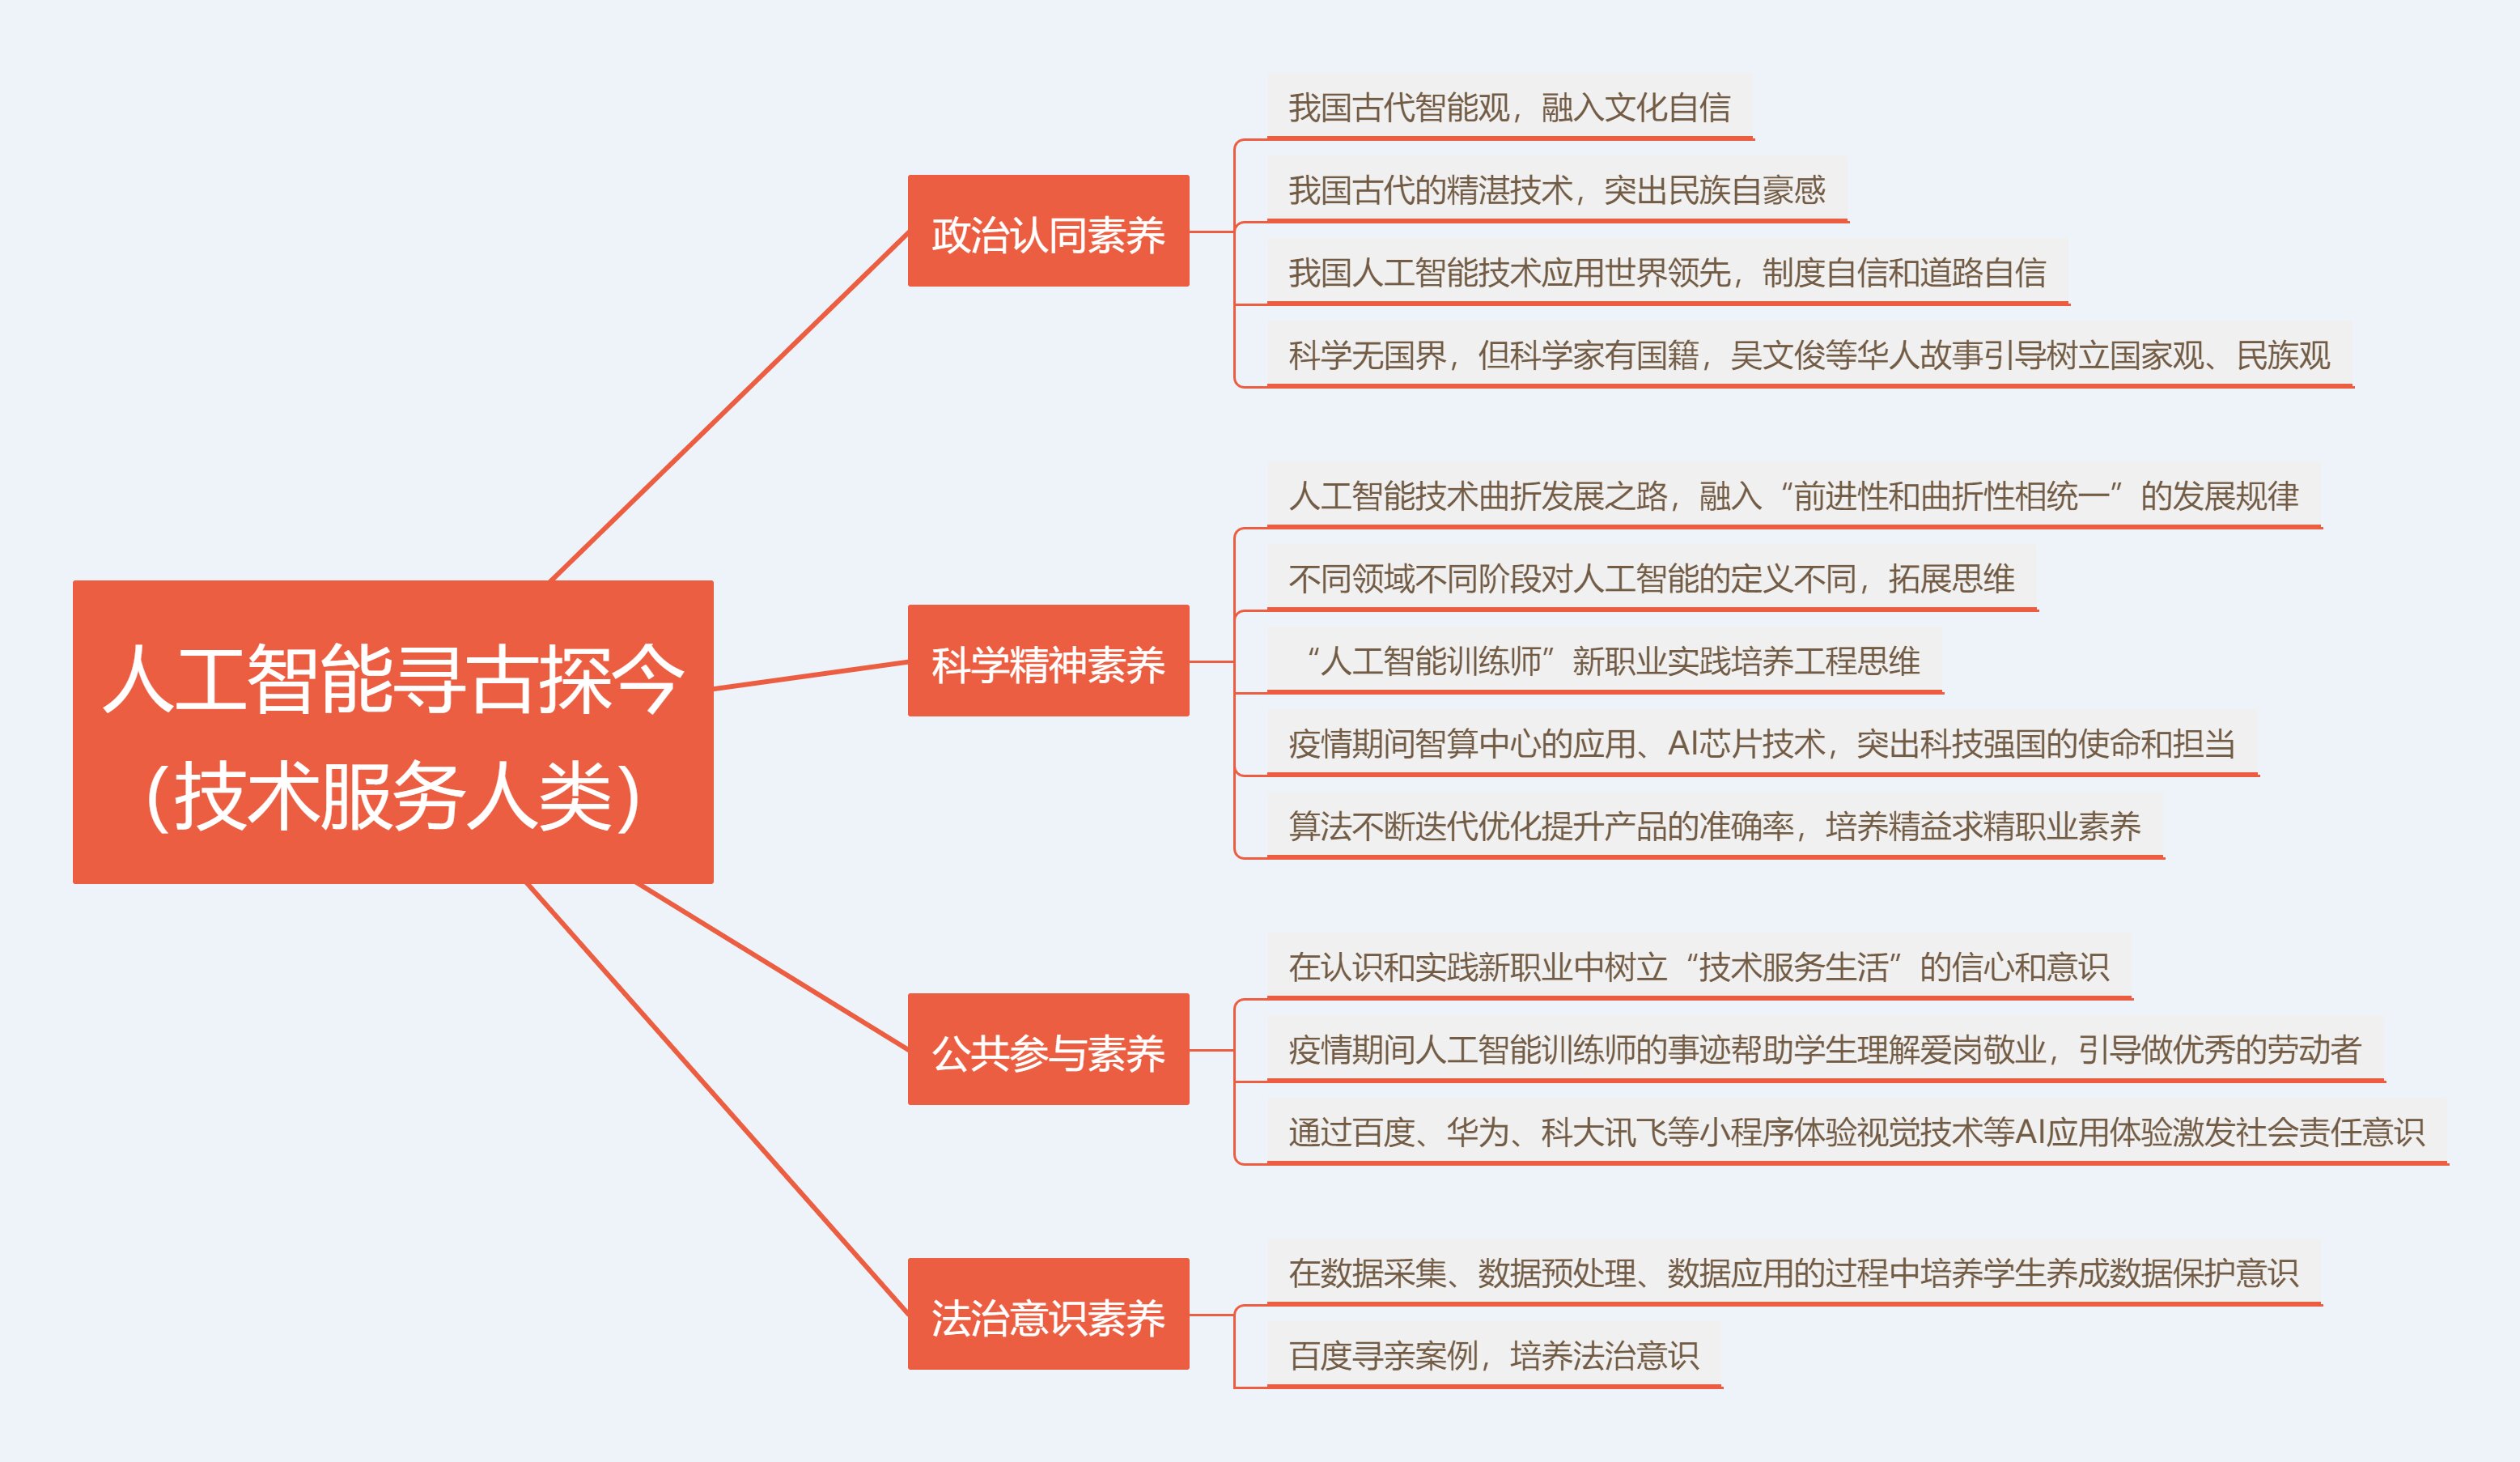 人工智能寻古探今
（技术服务人类）
政治认同素养
我国古代智能观，融入文化自信
我国古代的精湛技术，突出民族自豪感
我国人工智能技术应用世界领先，制度自信和道路自信
科学无国界，但科学家有国籍，吴文俊等华人故事引导树立国家观、民族观
科学精神素养
人工智能技术曲折发展之路，融入“前进性和曲折性相统一”的发展规律
不同领域不同阶段对人工智能的定义不同，拓展思维
“人工智能训练师”新职业实践培养工程思维
疫情期间智算中心的应用、AI芯片技术，突出科技强国的使命和担当
算法不断迭代优化提升产品的准确率，培养精益求精职业素养
公共参与素养
在认识和实践新职业中树立“技术服务生活”的信心和意识
疫情期间人工智能训练师的事迹帮助学生理解爱岗敬业，引导做优秀的劳动者
通过百度、华为、科大讯飞等小程序体验视觉技术等AI应用体验激发社会责任意识
法治意识素养
在数据采集、数据预处理、数据应用的过程中培养学生养成数据保护意识
百度寻亲案例，培养法治意识